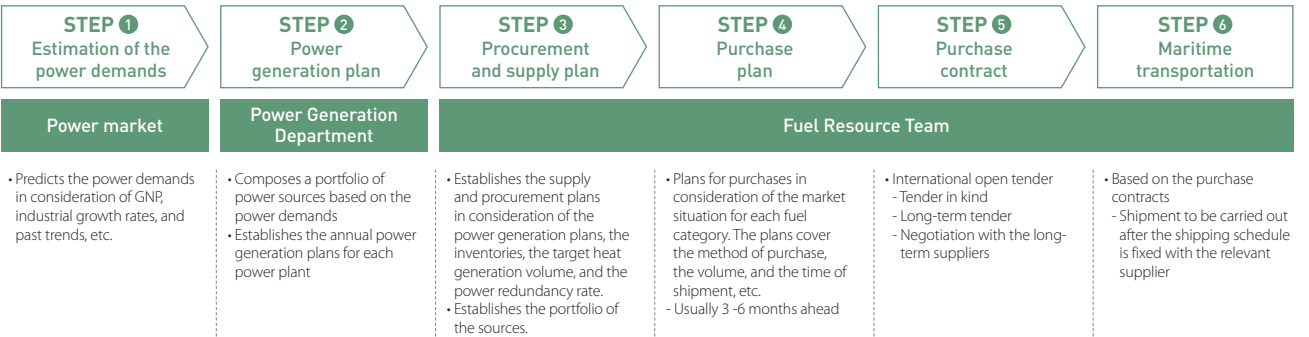 STEP 1
Estimation of the
power demands
STEP 2
Power
generation plan
STEP 3
Procurement
and supply plan
STEP 4
Purchase
plan
STEP 5
Purchase
contract
STEP 6
Maritime
transportation
Power market
Power Generation
Department
Fuel Resource Team
• Predicts the power demands
in consideration of GNP,
industrial growth rates, and
past trends, etc.
• Composes a portfolio of
power sources based on the
power demands
• Establishes the annual power
generation plans for each
power plant
• Establishes the supply
and procurement plans
in consideration of the
power generation plans, the
inventories, the target heat
generation volume, and the
power redundancy rate.
• Establishes the portfolio of
the sources.
• Plans for purchases in
consideration of the market
situation for each fuel
category. The plans cover
the method of purchase,
the volume, and the time of
shipment, etc.
- Usually 3 -6 months ahead
• International open tender
- Tender in kind
- Long-term tender
- Negotiation with the long-
term suppliers
• Based on the purchase
contracts
- Shipment to be carried out
after the shipping schedule
is fixed with the relevant
supplier